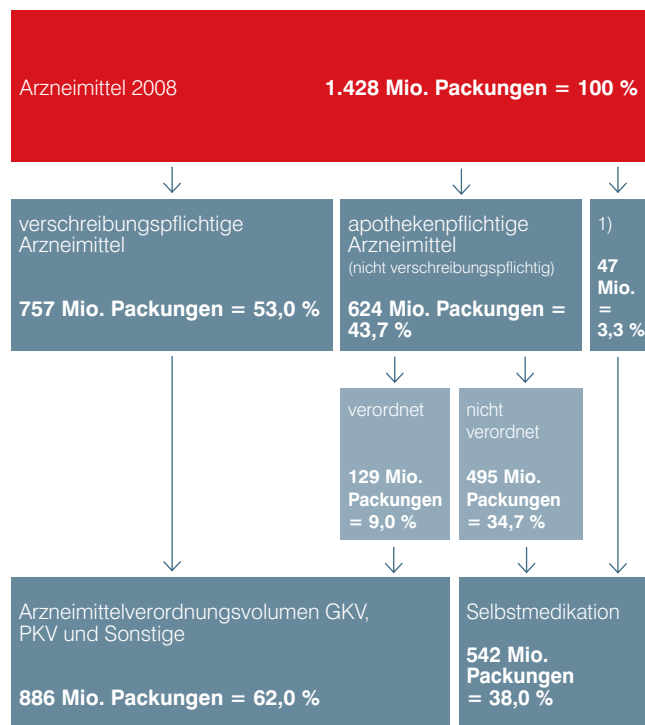 Arzneimittel 2008 1.428 Mio. Packungen = 100 %
verschreibungspflichtige
Arzneimittel
757 Mio. Packungen = 53,0 %
apothekenpflichtige
Arzneimittel
(nicht verschreibungspflichtig)
624 Mio. Packungen =
43,7 %
1)
47
Mio.
=
3,3 %
verordnet
129 Mio.
Packungen
= 9,0 %
nicht
verordnet
495 Mio.
Packungen
= 34,7 %
Arzneimittelverordnungsvolumen GKV,
PKV und Sonstige
886 Mio. Packungen = 62,0 %
Selbstmedikation
542 Mio.
Packungen
= 38,0 %